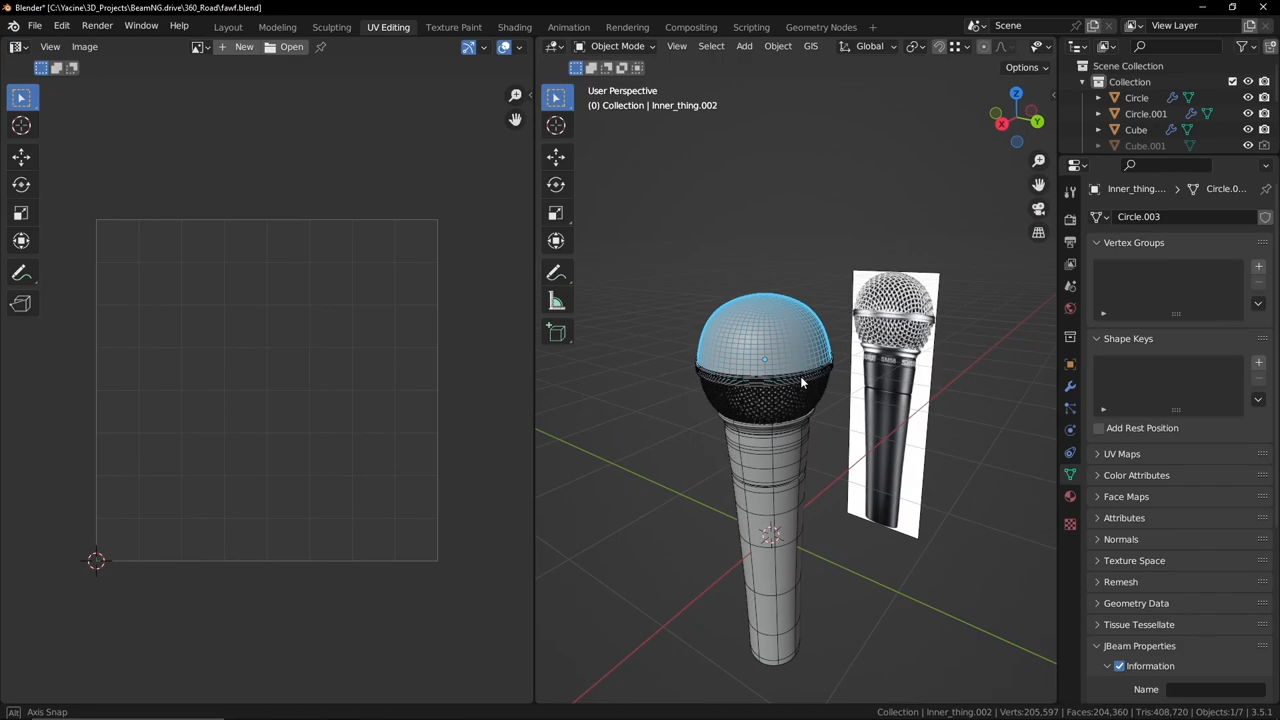 Blender* [C:\Yacine\3D_Projects\BeamNG.drive\360_Road\fawf.blend]
File Edit Render Window Help
Layout Modeling Sculpting UV Editing Texture Paint Shading Animation Rendering Compositing Scripting Geometry Nodes
Scene View Layer
View Image New Open
Object Mode View Select Add Object GIS Global
Options
User Perspective
(0) Collection | Inner_thing.002
X Y Z
Scene Collection
Collection
Circle
Circle.001
Cube
Cube.001
Inner_thing.... Circle.0...
Circle.003
Vertex Groups
Shape Keys
Add Rest Position
UV Maps
Color Attributes
Face Maps
Attributes
Normals
Texture Space
Remesh
Geometry Data
Tissue Tessellate
JBeam Properties
Information
Name
Alt Axis Snap
Collection | Inner_thing.002 | Verts:205,597 | Faces:204,360 | Tris:408,720 | Objects:1/7 | 3.5.1